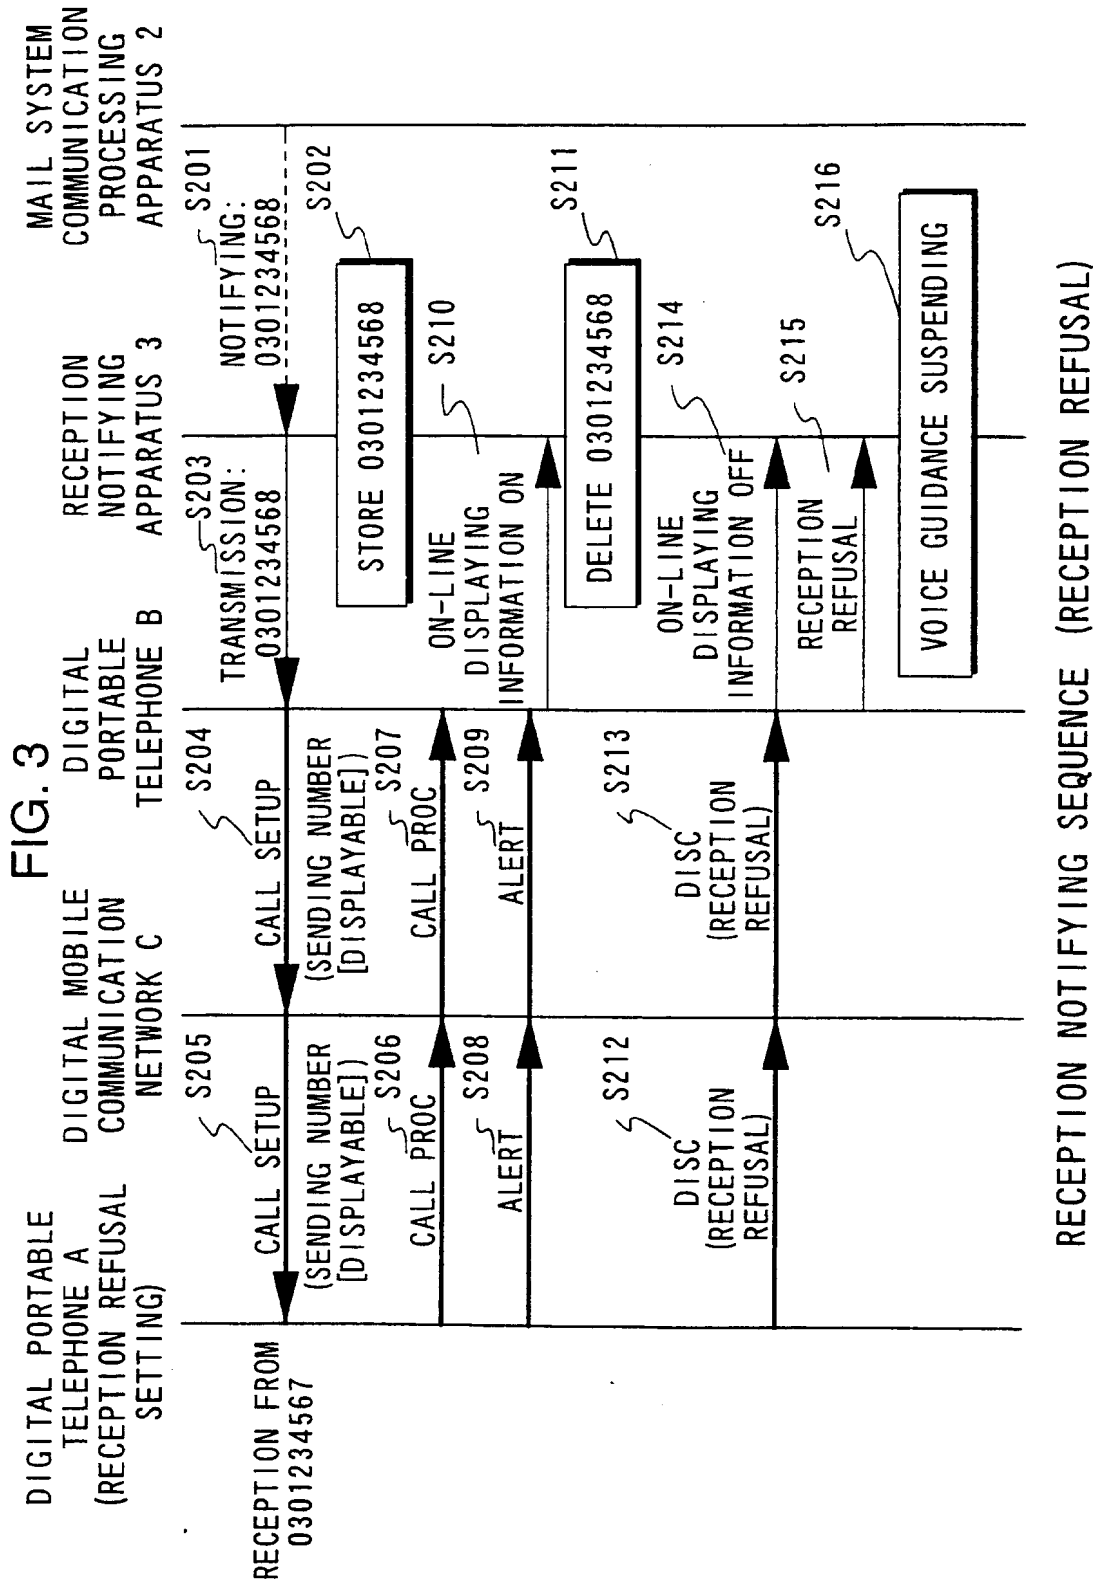 FIG. 3
DIGITAL PORTABLE
TELEPHONE A
(RECEPTION REFUSAL
SETTING)
DIGITAL MOBILE
COMMUNICATION
NETWORK C
DIGITAL
PORTABLE
TELEPHONE B
RECEPTION
NOTIFYING
APPARATUS 3
MAIL SYSTEM
COMMUNICATION
PROCESSING
APPARATUS 2
S201
NOTIFYING:
0301234568
S202
STORE 0301234568
S203
TRANSMISSION:
0301234568
S204
CALL SETUP
(SENDING NUMBER
[DISPLAYABLE])
S205
CALL SETUP
(SENDING NUMBER
[DISPLAYABLE])
RECEPTION FROM
0301234567
S206
CALL PROC
S207
CALL PROC
S208
ALERT
S209
ALERT
S210
ON-LINE
DISPLAYING
INFORMATION ON
S211
DELETE 0301234568
S212
DISC
(RECEPTION
REFUSAL)
S213
DISC
(RECEPTION
REFUSAL)
S214
ON-LINE
DISPLAYING
INFORMATION OFF
S215
RECEPTION
REFUSAL
S216
VOICE GUIDANCE SUSPENDING
RECEPTION NOTIFYING SEQUENCE (RECEPTION REFUSAL)